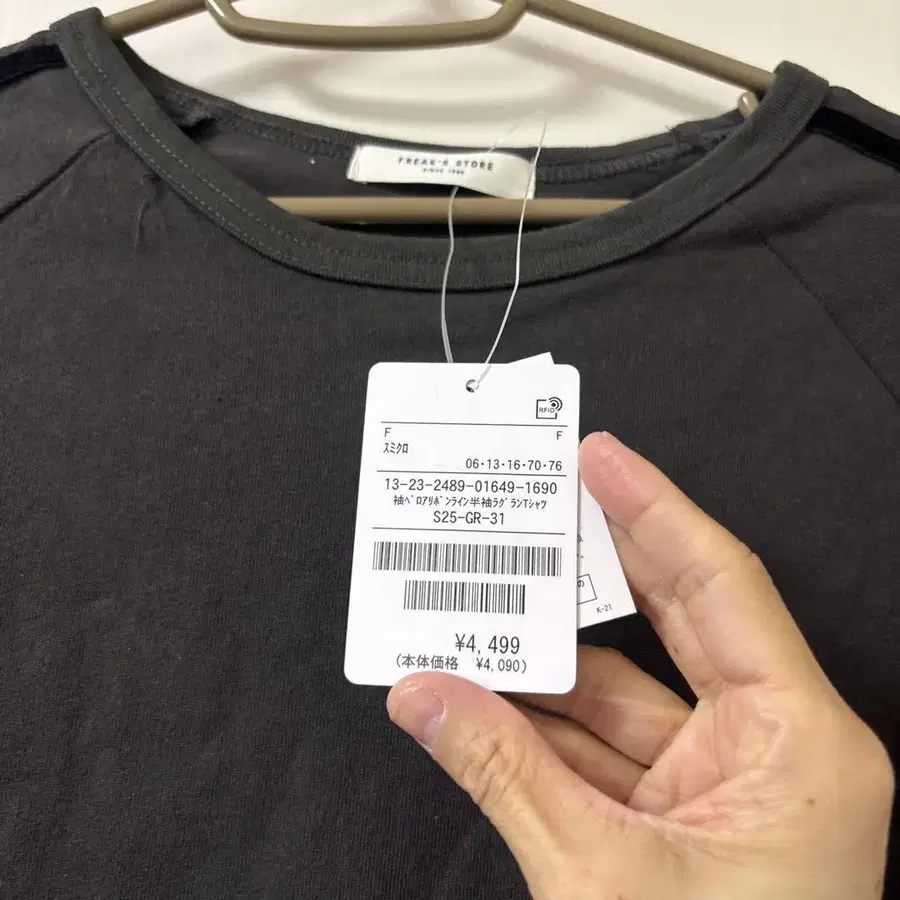 FREAK'S STORE
SINCE 1986
RFID
F F
スミクロ
06・13・16・70・76
13-23-2489-01649-1690
袖ベロアリボンライン半袖ラグランTシャツ
S25-GR-31
¥4,499
(本体価格 ¥4,090)
K-21